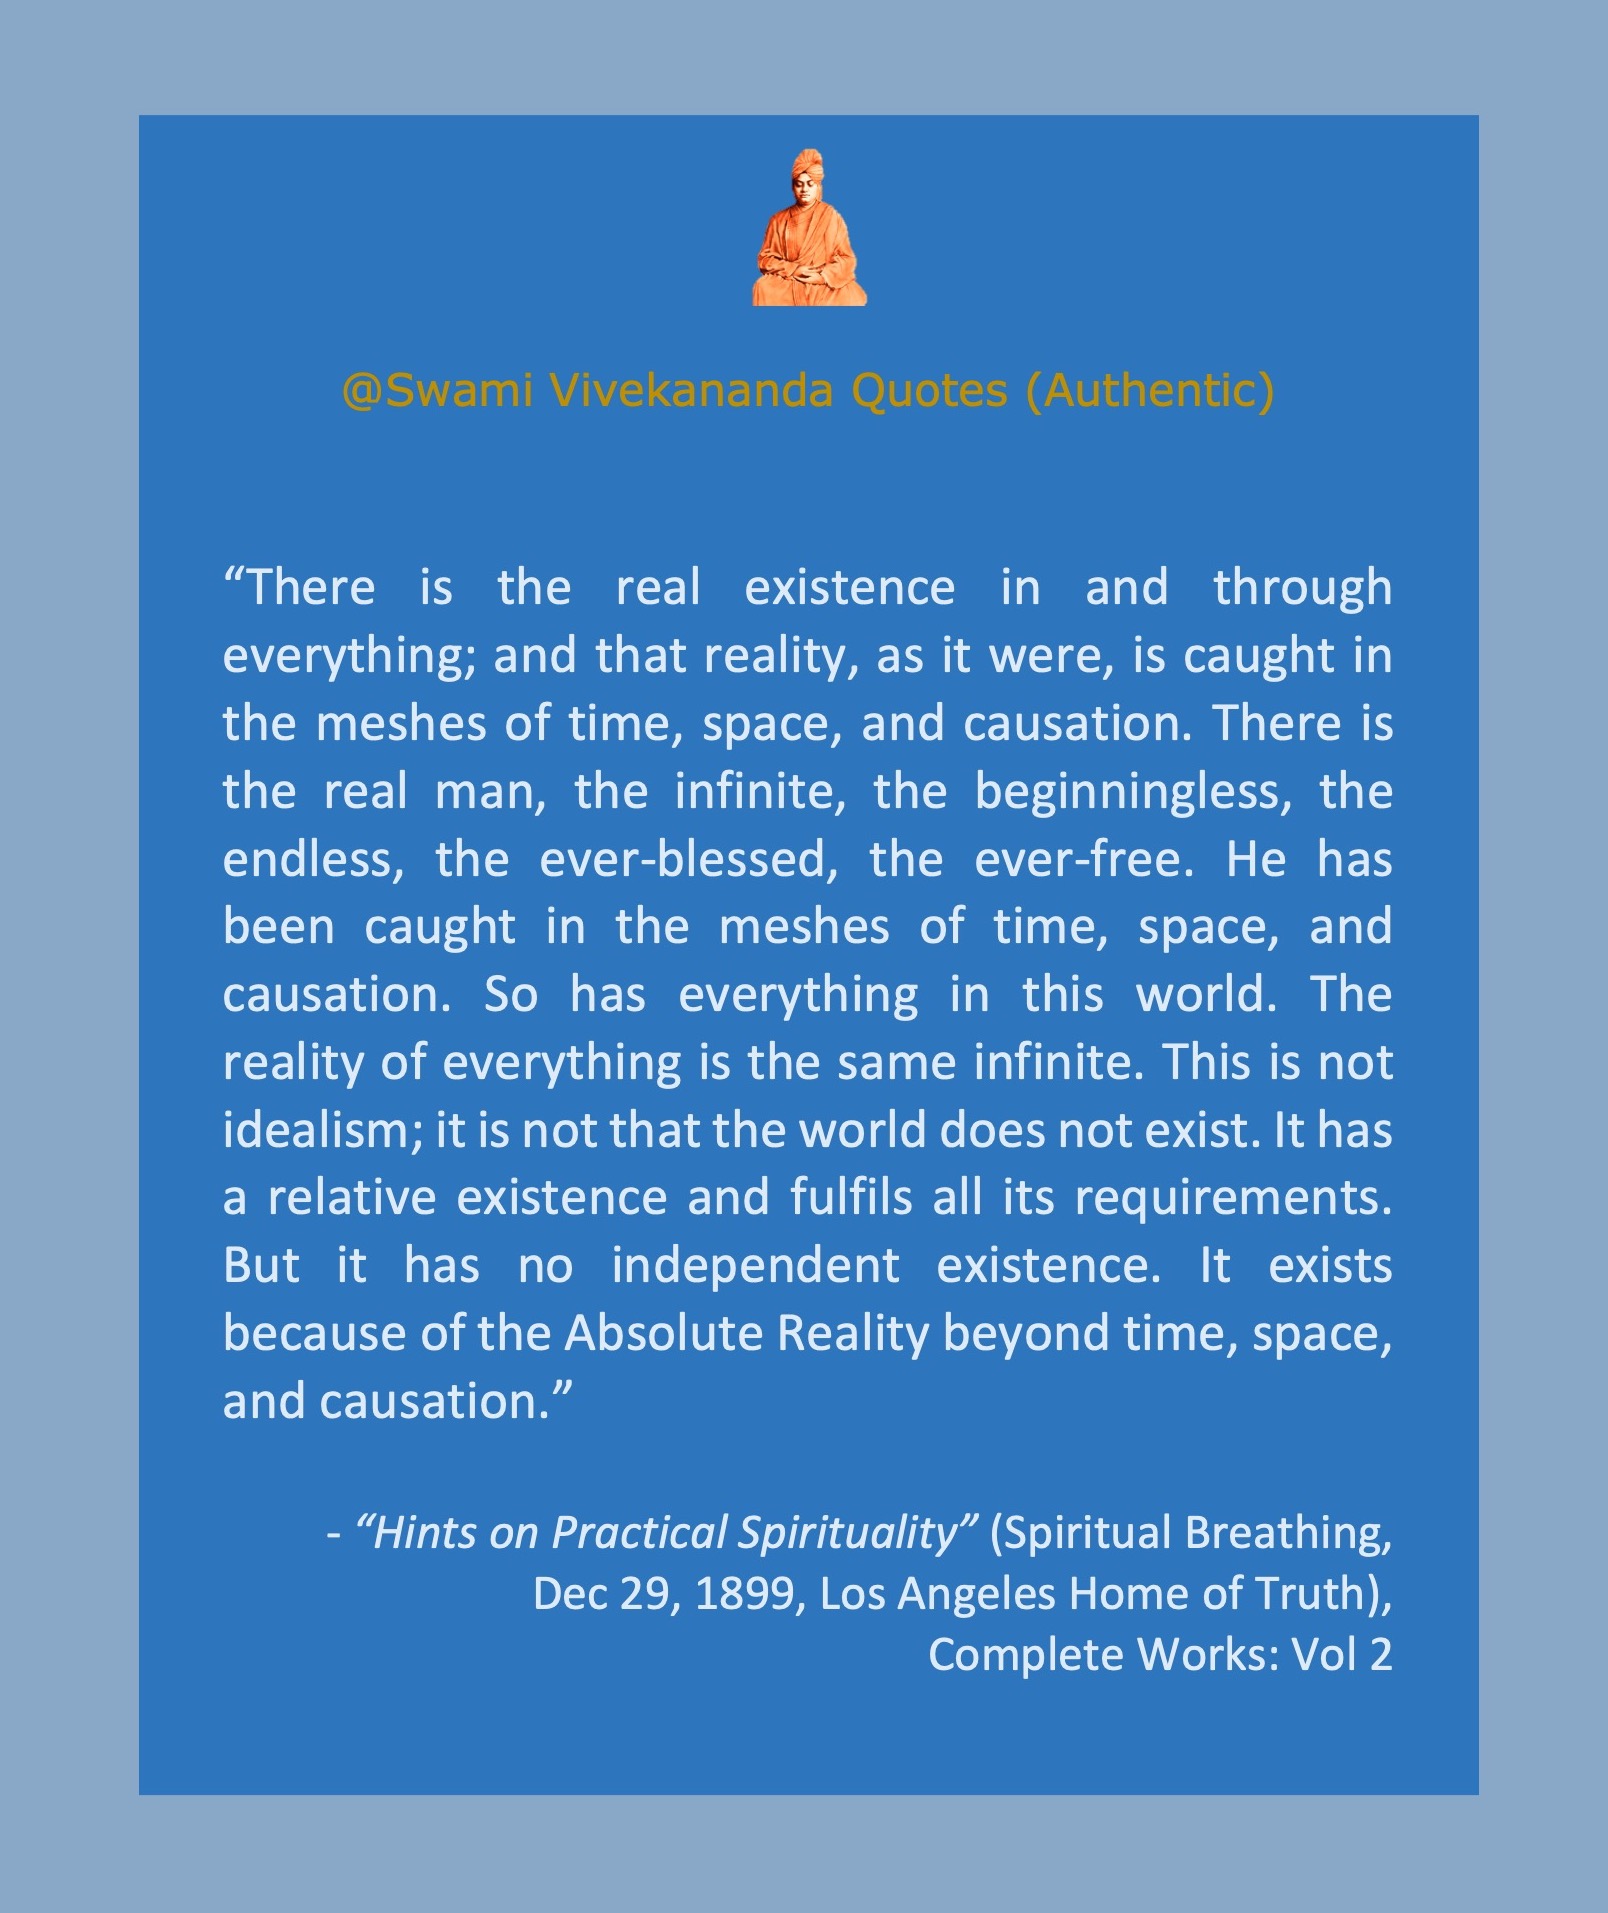 @Swami Vivekananda Quotes (Authentic)
“There is the real existence in and through
everything; and that reality, as it were, is caught in
the meshes of time, space, and causation. There is
the real man, the infinite, the beginningless, the
endless, the ever-blessed, the ever-free. He has
been caught in the meshes of time, space, and
causation. So has everything in this world. The
reality of everything is the same infinite. This is not
idealism; it is not that the world does not exist. It has
a relative existence and fulfils all its requirements.
But it has no independent existence. It exists
because of the Absolute Reality beyond time, space,
and causation.”
- “Hints on Practical Spirituality” (Spiritual Breathing,
Dec 29, 1899, Los Angeles Home of Truth),
Complete Works: Vol 2